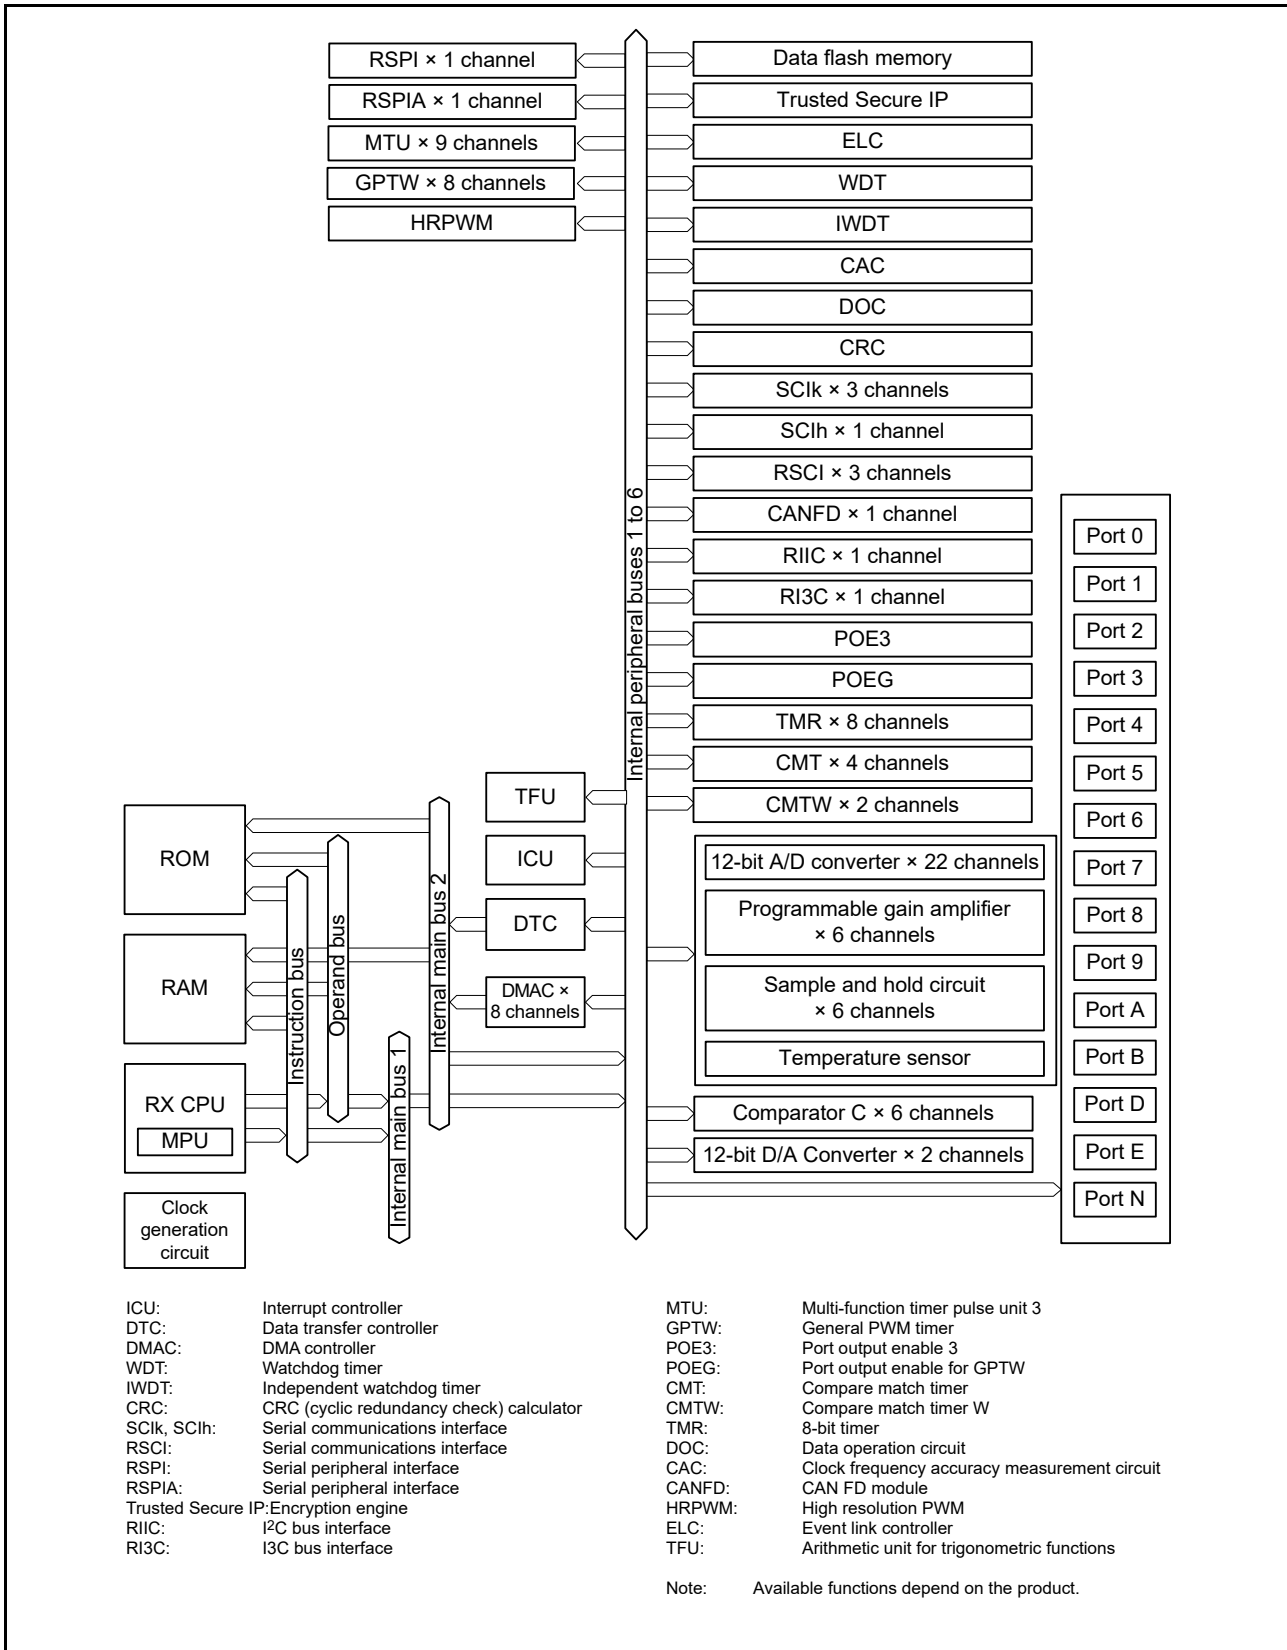 RSPI × 1 channel
RSPIA × 1 channel
MTU × 9 channels
GPTW × 8 channels
HRPWM
Data flash memory
Trusted Secure IP
ELC
WDT
IWDT
CAC
DOC
CRC
SCIk × 3 channels
SCIh × 1 channel
RSCI × 3 channels
CANFD × 1 channel
RIIC × 1 channel
RI3C × 1 channel
POE3
POEG
TMR × 8 channels
CMT × 4 channels
CMTW × 2 channels
12-bit A/D converter × 22 channels
Programmable gain amplifier
× 6 channels
Sample and hold circuit
× 6 channels
Temperature sensor
Comparator C × 6 channels
12-bit D/A Converter × 2 channels
Internal peripheral buses 1 to 6
Port 0
Port 1
Port 2
Port 3
Port 4
Port 5
Port 6
Port 7
Port 8
Port 9
Port A
Port B
Port D
Port E
Port N
TFU
ICU
DTC
DMAC ×
8 channels
ROM
RAM
RX CPU
MPU
Clock
generation
circuit
Instruction bus
Operand bus
Internal main bus 1
Internal main bus 2
ICU: Interrupt controller
DTC: Data transfer controller
DMAC: DMA controller
WDT: Watchdog timer
IWDT: Independent watchdog timer
CRC: CRC (cyclic redundancy check) calculator
SCIk, SCIh: Serial communications interface
RSCI: Serial communications interface
RSPI: Serial peripheral interface
RSPIA: Serial peripheral interface
Trusted Secure IP:Encryption engine
RIIC: I²C bus interface
RI3C: I3C bus interface
MTU: Multi-function timer pulse unit 3
GPTW: General PWM timer
POE3: Port output enable 3
POEG: Port output enable for GPTW
CMT: Compare match timer
CMTW: Compare match timer W
TMR: 8-bit timer
DOC: Data operation circuit
CAC: Clock frequency accuracy measurement circuit
CANFD: CAN FD module
HRPWM: High resolution PWM
ELC: Event link controller
TFU: Arithmetic unit for trigonometric functions
Note: Available functions depend on the product.